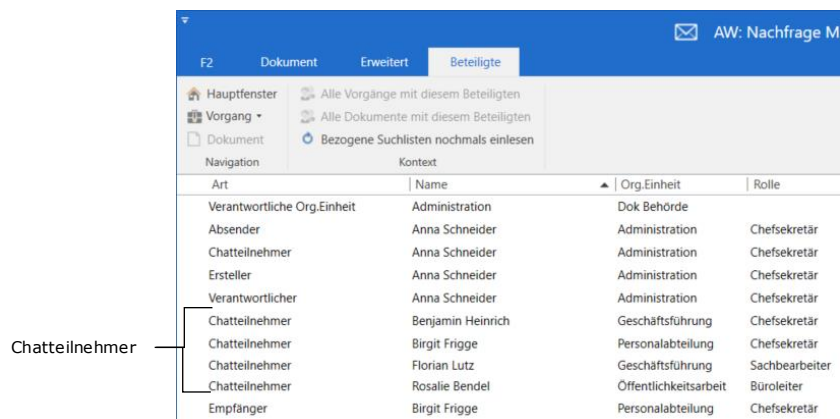 AW: Nachfrage M
F2 Dokument Erweitert Beteiligte
Hauptfenster Alle Vorgänge mit diesem Beteiligten
Vorgang Alle Dokumente mit diesem Beteiligten
Dokument Bezogene Suchlisten nochmals einlesen
Navigation Kontext
Art Name Org.Einheit Rolle
Verantwortliche Org.Einheit Administration Dok Behörde
Absender Anna Schneider Administration Chefsekretär
Chatteilnehmer Anna Schneider Administration Chefsekretär
Ersteller Anna Schneider Administration Chefsekretär
Verantwortlicher Anna Schneider Administration Chefsekretär
Chatteilnehmer Benjamin Heinrich Geschäftsführung Chefsekretär
Chatteilnehmer Birgit Frigge Personalabteilung Chefsekretär
Chatteilnehmer
Chatteilnehmer Florian Lutz Geschäftsführung Sachbearbeiter
Chatteilnehmer Rosalie Bendel Öffentlichkeitsarbeit Büroleiter
Empfänger Birgit Frigge Personalabteilung Chefsekretär